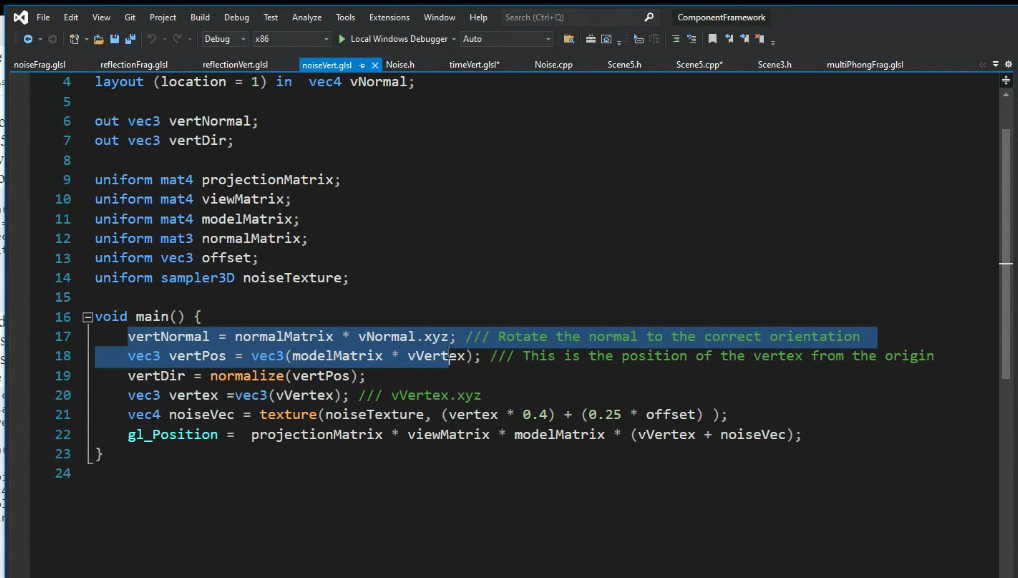 File Edit View Git Project Build Debug Test Analyze Tools Extensions Window Help Search (Ctrl+Q) ComponentFramework
Debug x86 Local Windows Debugger Auto
noiseFrag.glsl reflectionFrag.glsl reflectionVert.glsl noiseVert.glsl Noise.h timeVert.glsl* Noise.cpp Scene5.h Scene5.cpp* Scene3.h multiPhongFrag.glsl
4 layout (location = 1) in vec4 vNormal;
5
6 out vec3 vertNormal;
7 out vec3 vertDir;
8
9 uniform mat4 projectionMatrix;
10 uniform mat4 viewMatrix;
11 uniform mat4 modelMatrix;
12 uniform mat3 normalMatrix;
13 uniform vec3 offset;
14 uniform sampler3D noiseTexture;
15
16 void main() {
17 vertNormal = normalMatrix * vNormal.xyz; /// Rotate the normal to the correct orientation
18 vec3 vertPos = vec3(modelMatrix * vVertex); /// This is the position of the vertex from the origin
19 vertDir = normalize(vertPos);
20 vec3 vertex =vec3(vVertex); /// vVertex.xyz
21 vec4 noiseVec = texture(noiseTexture, (vertex * 0.4) + (0.25 * offset) );
22 gl_Position = projectionMatrix * viewMatrix * modelMatrix * (vVertex + noiseVec);
23 }
24